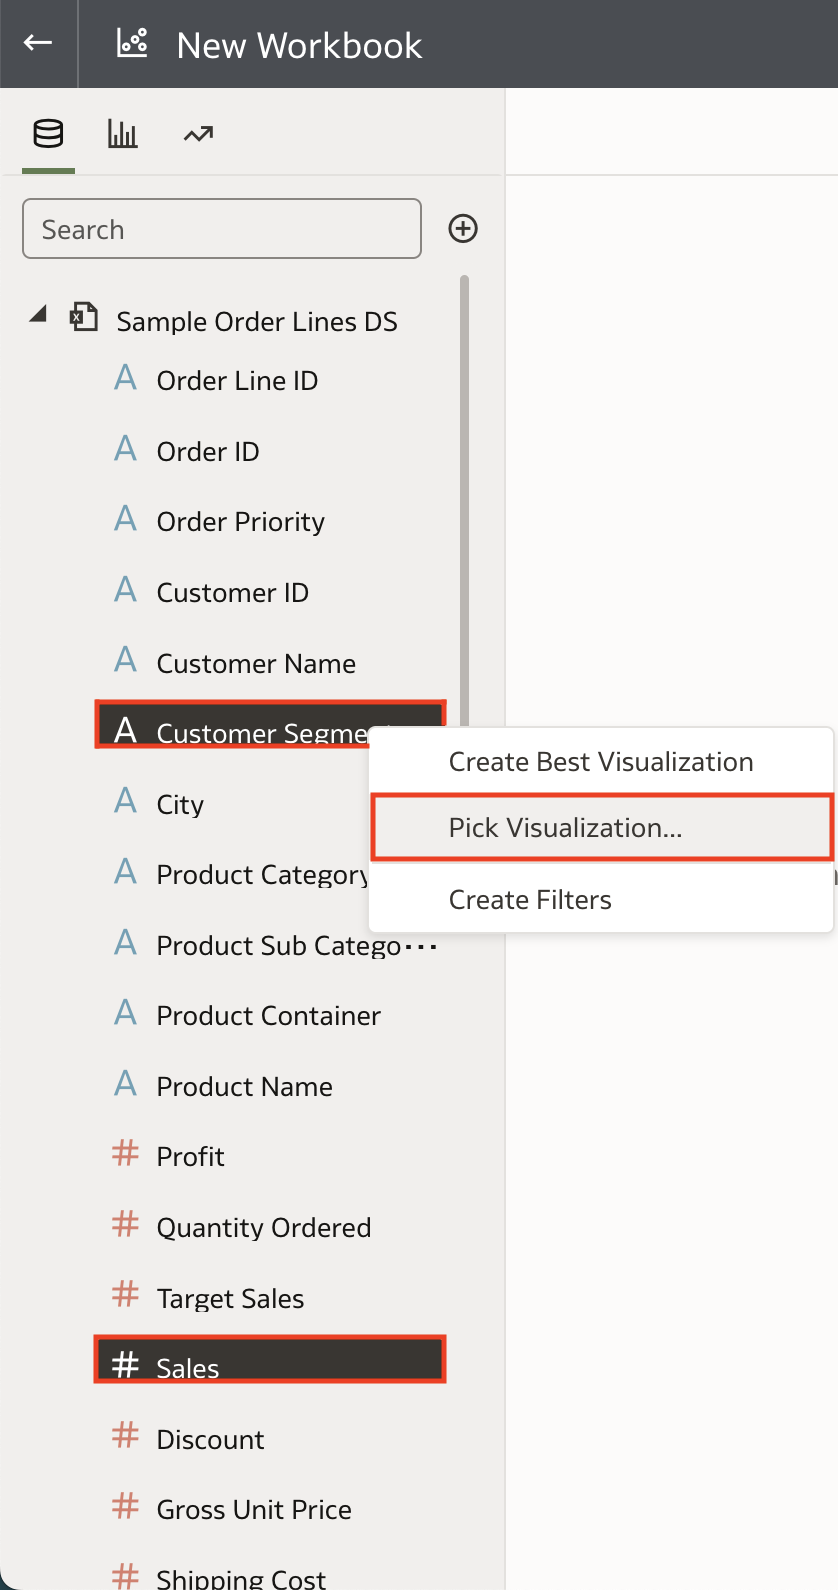 New Workbook
Search
Sample Order Lines DS
A Order Line ID
A Order ID
A Order Priority
A Customer ID
A Customer Name
A Customer Segme
Create Best Visualization
A City
Pick Visualization...
A Product Category
Create Filters
A Product Sub Catego...
A Product Container
A Product Name
# Profit
# Quantity Ordered
# Target Sales
# Sales
# Discount
# Gross Unit Price
# Shipping Cost